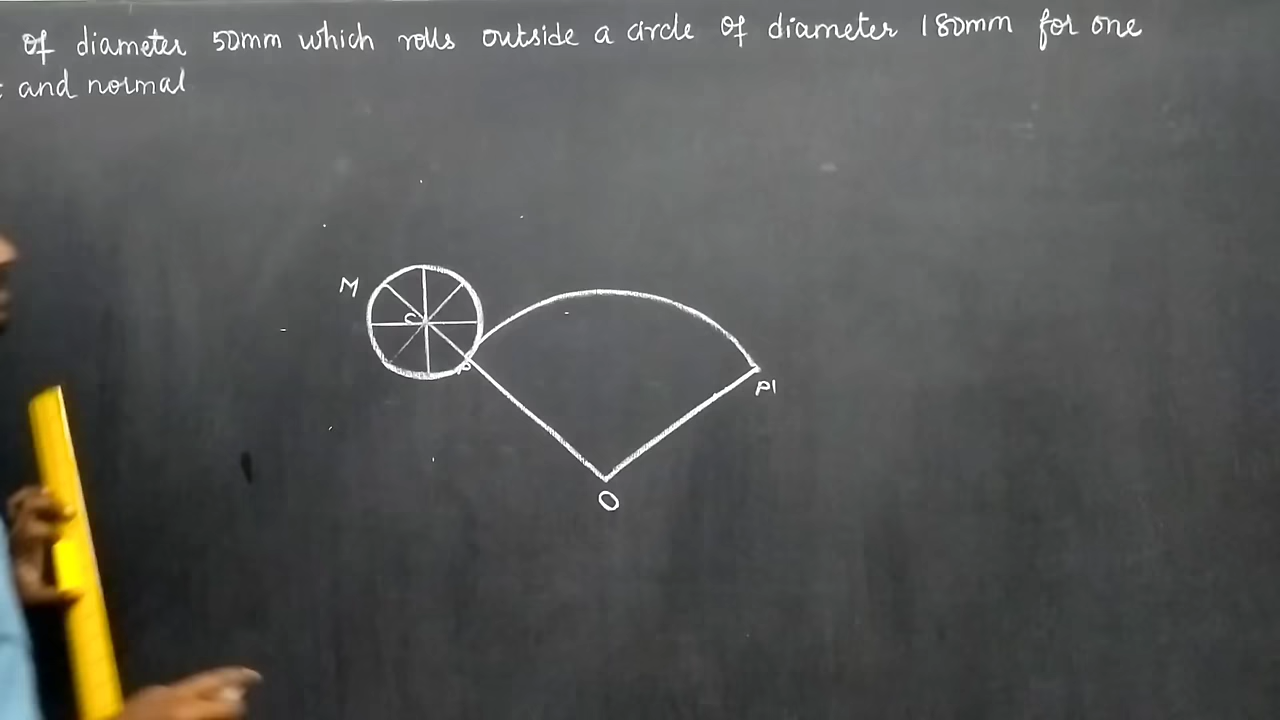 of diameter 50mm which rolls outside a circle of diameter 180mm for one
and normal
M
C
P
P1
O